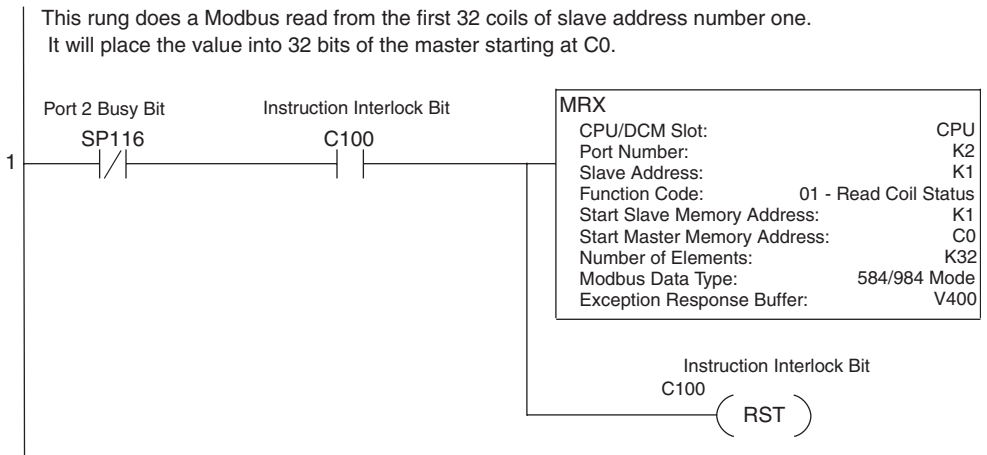 This rung does a Modbus read from the first 32 coils of slave address number one.
It will place the value into 32 bits of the master starting at C0.
Port 2 Busy Bit
SP116
Instruction Interlock Bit
C100
1
MRX
CPU/DCM Slot: CPU
Port Number: K2
Slave Address: K1
Function Code: 01 - Read Coil Status
Start Slave Memory Address: K1
Start Master Memory Address: C0
Number of Elements: K32
Modbus Data Type: 584/984 Mode
Exception Response Buffer: V400
Instruction Interlock Bit
C100
RST